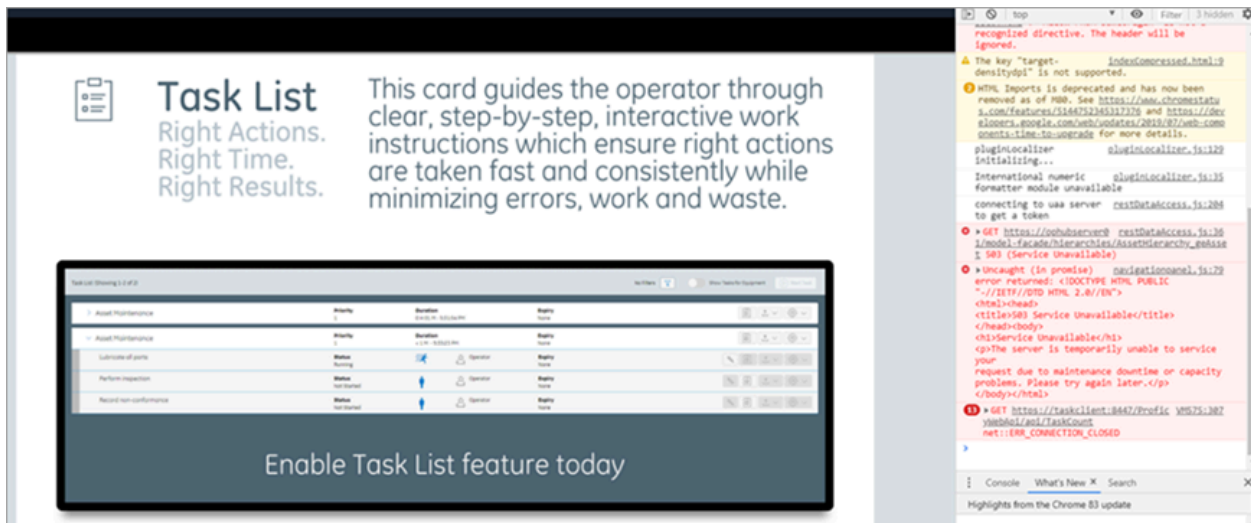 Task List
Right Actions.
Right Time.
Right Results.
This card guides the operator through
clear, step-by-step, interactive work
instructions which ensure right actions
are taken fast and consistently while
minimizing errors, work and waste.
No Filters
Show Tasks for Equipment
Asset Maintenance
Priority
Duration
Expiry
None
Asset Maintenance
Priority
Duration
Expiry
None
Lubricate of parts
Status
Running
Operator
Expiry
None
Perform inspection
Status
Not Started
Operator
Expiry
None
Record non-conformance
Status
Not Started
Operator
Expiry
None
Enable Task List feature today
top
Filter
3 hidden
recognized directive. The header will be
ignored.
The key "target- indexCompressed.html:9
densitydpi" is not supported.
2 HTML Imports is deprecated and has now been
removed as of M80. See https://www.chromestatu
s.com/features/5144752345317376 and https://dev
elopers.google.com/web/updates/2019/07/web-comp
onents-time-to-upgrade for more details.
pluginLocalizer pluginLocalizer.js:129
initializing...
International numeric pluginLocalizer.js:35
formatter module unavailable
connecting to uaa server restDataAccess.js:204
to get a token
GET https://ophubserver0 restDataAccess.js:36
1/model-facade/hierarchies/AssetHierarchy_goAsse
t 503 (Service Unavailable)
Uncaught (in promise) navigationpanel.js:79
error returned: <!DOCTYPE HTML PUBLIC
"-//IETF//DTD HTML 2.0//EN">
<html><head>
<title>503 Service Unavailable</title>
</head><body>
<h1>Service Unavailable</h1>
<p>The server is temporarily unable to service
your
request due to maintenance downtime or capacity
problems. Please try again later.</p>
</body></html>
13 GET https://taskclient:8447/Profic VM575:307
yWebApi/api/TaskCount
net::ERR_CONNECTION_CLOSED
Console
What's New
Search
Highlights from the Chrome 83 update